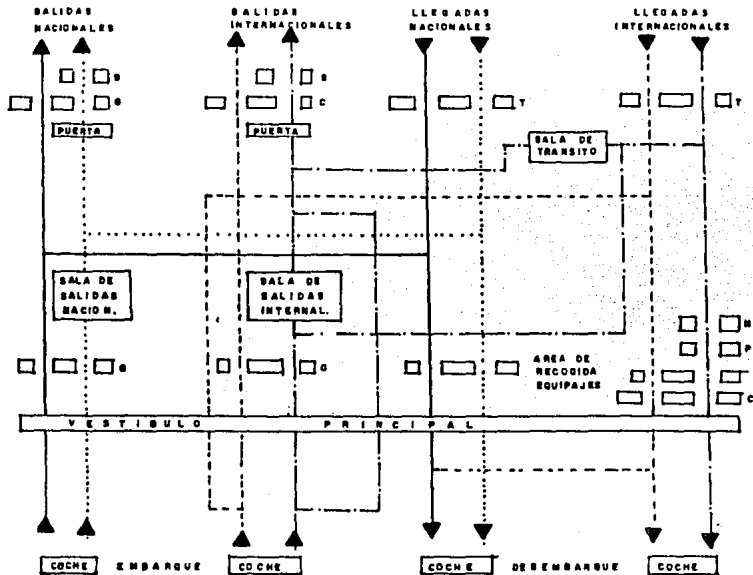 SALIDAS NACIONALES
SALIDAS INTERNACIONALES
LLEGADAS NACIONALES
LLEGADAS INTERNACIONALES
S
S
G
C
T
T
PUERTA
PUERTA
SALA DE TRANSITO
SALA DE SALIDAS NACION.
SALA DE SALIDAS INTERNAL.
N
P
G
G
T
AREA DE RECOGIDA EQUIPAJES
C
VESTIBULO PRINCIPAL
COCHE
EMBARQUE
COCHE
COCHE
DESEMBARQUE
COCHE